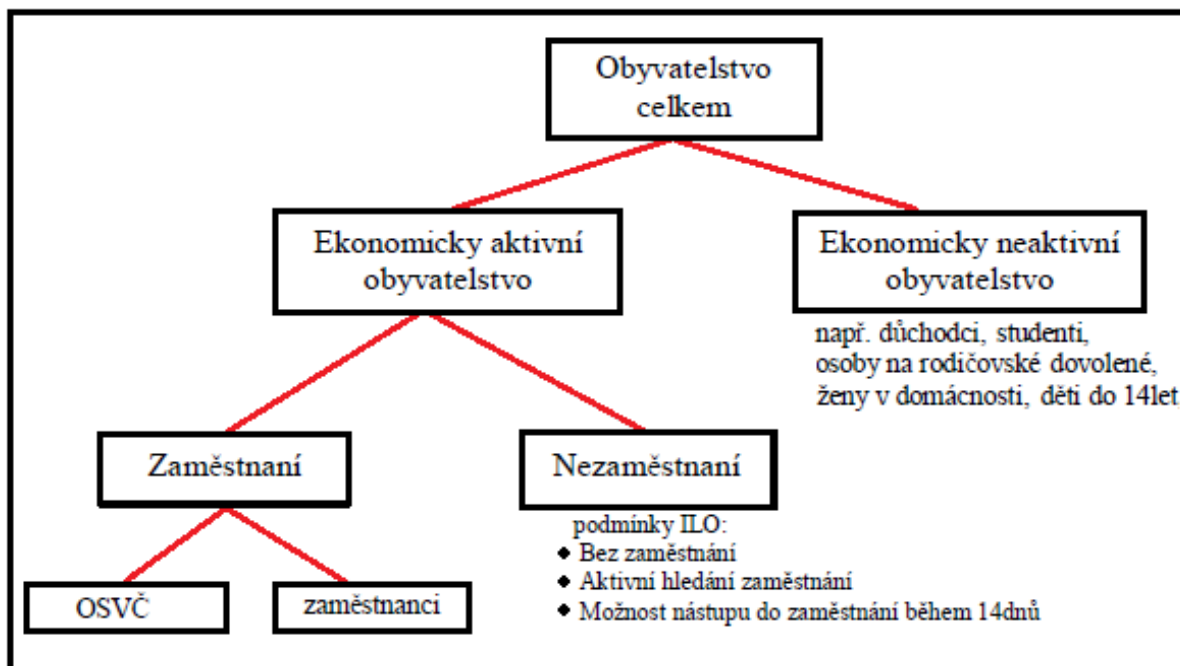 Obyvatelstvo
celkem
Ekonomicky aktivní
obyvatelstvo
Ekonomicky neaktivní
obyvatelstvo
např. důchodci, studenti,
osoby na rodičovské dovolené,
ženy v domácnosti, děti do 14let,
Zaměstnaní
Nezaměstnaní
podmínky ILO:
◆ Bez zaměstnání
◆ Aktivní hledání zaměstnání
◆ Možnost nástupu do zaměstnání během 14dnů
OSVČ
zaměstnanci